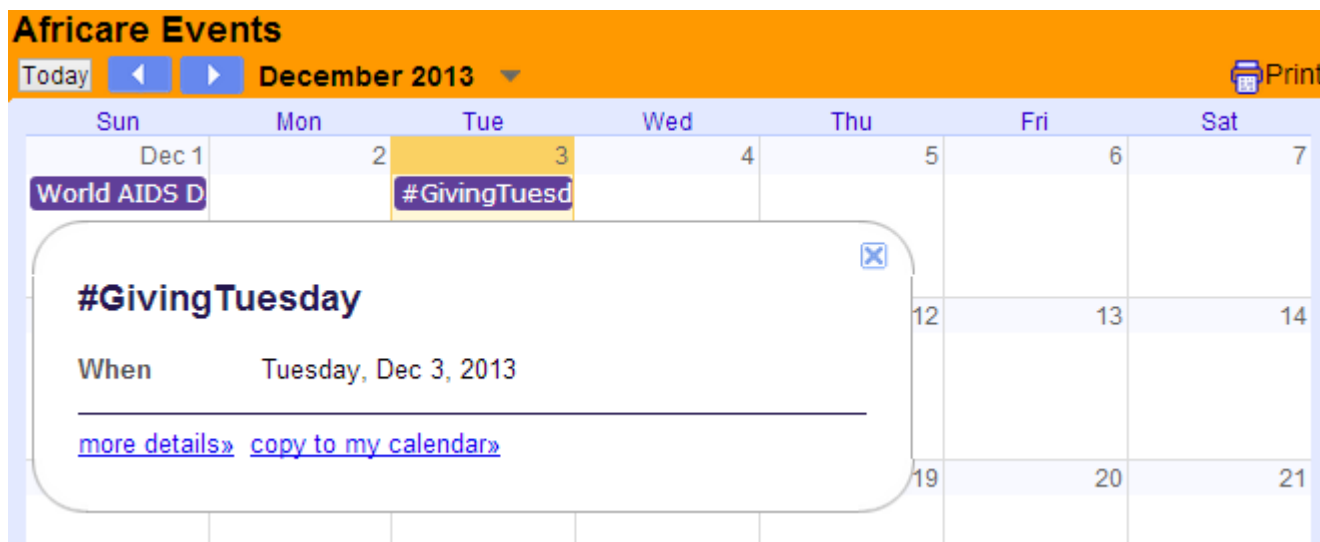 Africare Events
Today December 2013 Print
Sun Mon Tue Wed Thu Fri Sat
Dec 1 2 3 4 5 6 7
World AIDS D #GivingTuesd
#GivingTuesday
12 13 14
When Tuesday, Dec 3, 2013
more details» copy to my calendar»
19 20 21